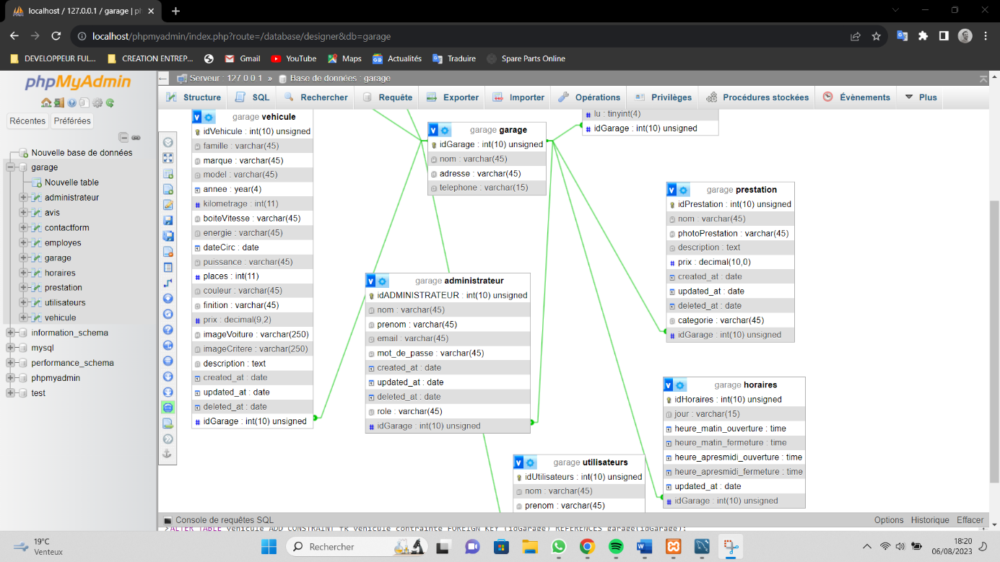 localhost / 127.0.0.1 / garage | ph
localhost/phpmyadmin/index.php?route=/database/designer&db=garage
DEVELOPPEUR FUL... CREATION ENTREP... Gmail YouTube Maps Actualités Traduire Spare Parts Online
phpMyAdmin
Récentes Préférées
Nouvelle base de données
garage
Nouvelle table
administrateur
avis
contactform
employes
garage
horaires
prestation
utilisateurs
vehicule
information_schema
mysql
performance_schema
phpmyadmin
test
Serveur : 127.0.0.1 » Base de données : garage
Structure SQL Rechercher Requête Exporter Importer Opérations Privilèges Procédures stockées Évènements Plus
garage vehicule
idVehicule : int(10) unsigned
famille : varchar(45)
marque : varchar(45)
model : varchar(45)
annee : year(4)
kilometrage : int(11)
boiteVitesse : varchar(45)
energie : varchar(45)
dateCirc : date
puissance : varchar(45)
places : int(11)
couleur : varchar(45)
finition : varchar(45)
prix : decimal(9,2)
imageVoiture : varchar(250)
imageCritere : varchar(250)
description : text
created_at : date
updated_at : date
deleted_at : date
idGarage : int(10) unsigned
garage garage
idGarage : int(10) unsigned
nom : varchar(45)
adresse : varchar(45)
telephone : varchar(15)
lu : tinyint(4)
idGarage : int(10) unsigned
garage administrateur
idADMINISTRATEUR : int(10) unsigned
nom : varchar(45)
prenom : varchar(45)
email : varchar(45)
mot_de_passe : varchar(45)
created_at : date
updated_at : date
deleted_at : date
role : varchar(45)
idGarage : int(10) unsigned
garage prestation
idPrestation : int(10) unsigned
nom : varchar(45)
photoPrestation : varchar(45)
description : text
prix : decimal(10,0)
created_at : date
updated_at : date
deleted_at : date
categorie : varchar(45)
idGarage : int(10) unsigned
garage horaires
idHoraires : int(10) unsigned
jour : varchar(15)
heure_matin_ouverture : time
heure_matin_fermeture : time
heure_apresmidi_ouverture : time
heure_apresmidi_fermeture : time
updated_at : date
idGarage : int(10) unsigned
garage utilisateurs
idUtilisateurs : int(10) unsigned
nom : varchar(45)
prenom : varchar(45)
Console de requêtes SQL Options Historique Effacer
>ALTER TABLE vehicule ADD CONSTRAINT fk_vehicule_contrainte FOREIGN KEY (idGarage) REFERENCES garage(idGarage);
19°C
Venteux
Rechercher
18:20
06/08/2023